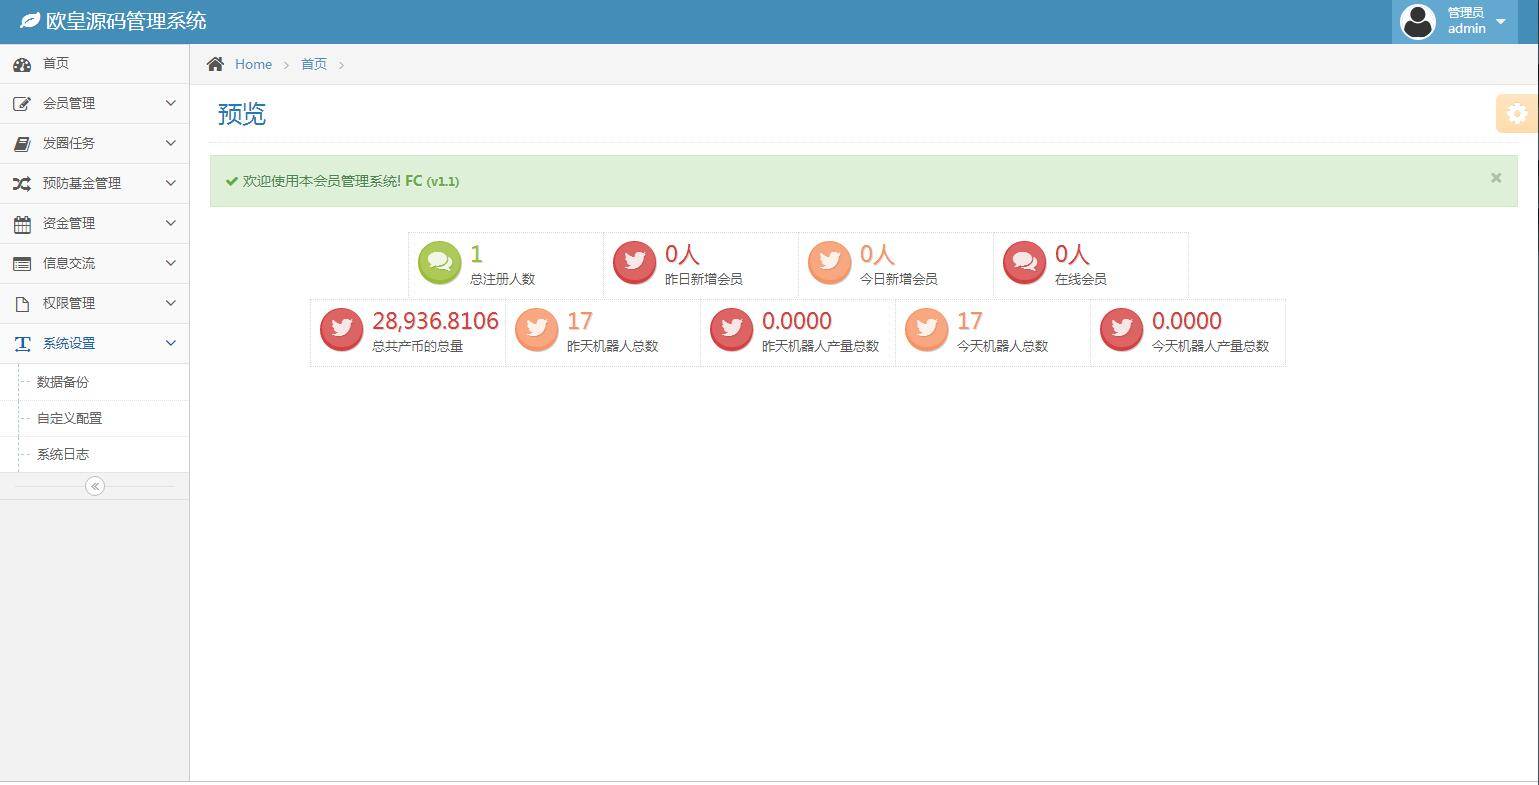 欧皇源码管理系统
管理员
admin
首页
会员管理
发圈任务
预防基金管理
资金管理
信息交流
权限管理
系统设置
数据备份
自定义配置
系统日志
Home > 首页 >
预览
欢迎使用本会员管理系统! FC (v1.1)
1
总注册人数
0人
昨日新增会员
0人
今日新增会员
0人
在线会员
28,936.8106
总共产币的总量
17
昨天机器人总数
0.0000
昨天机器人产量总数
17
今天机器人总数
0.0000
今天机器人产量总数